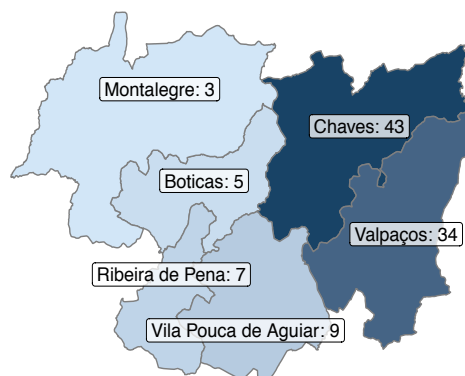 Montalegre: 3
Chaves: 43
Boticas: 5
Valpaços: 34
Ribeira de Pena: 7
Vila Pouca de Aguiar: 9